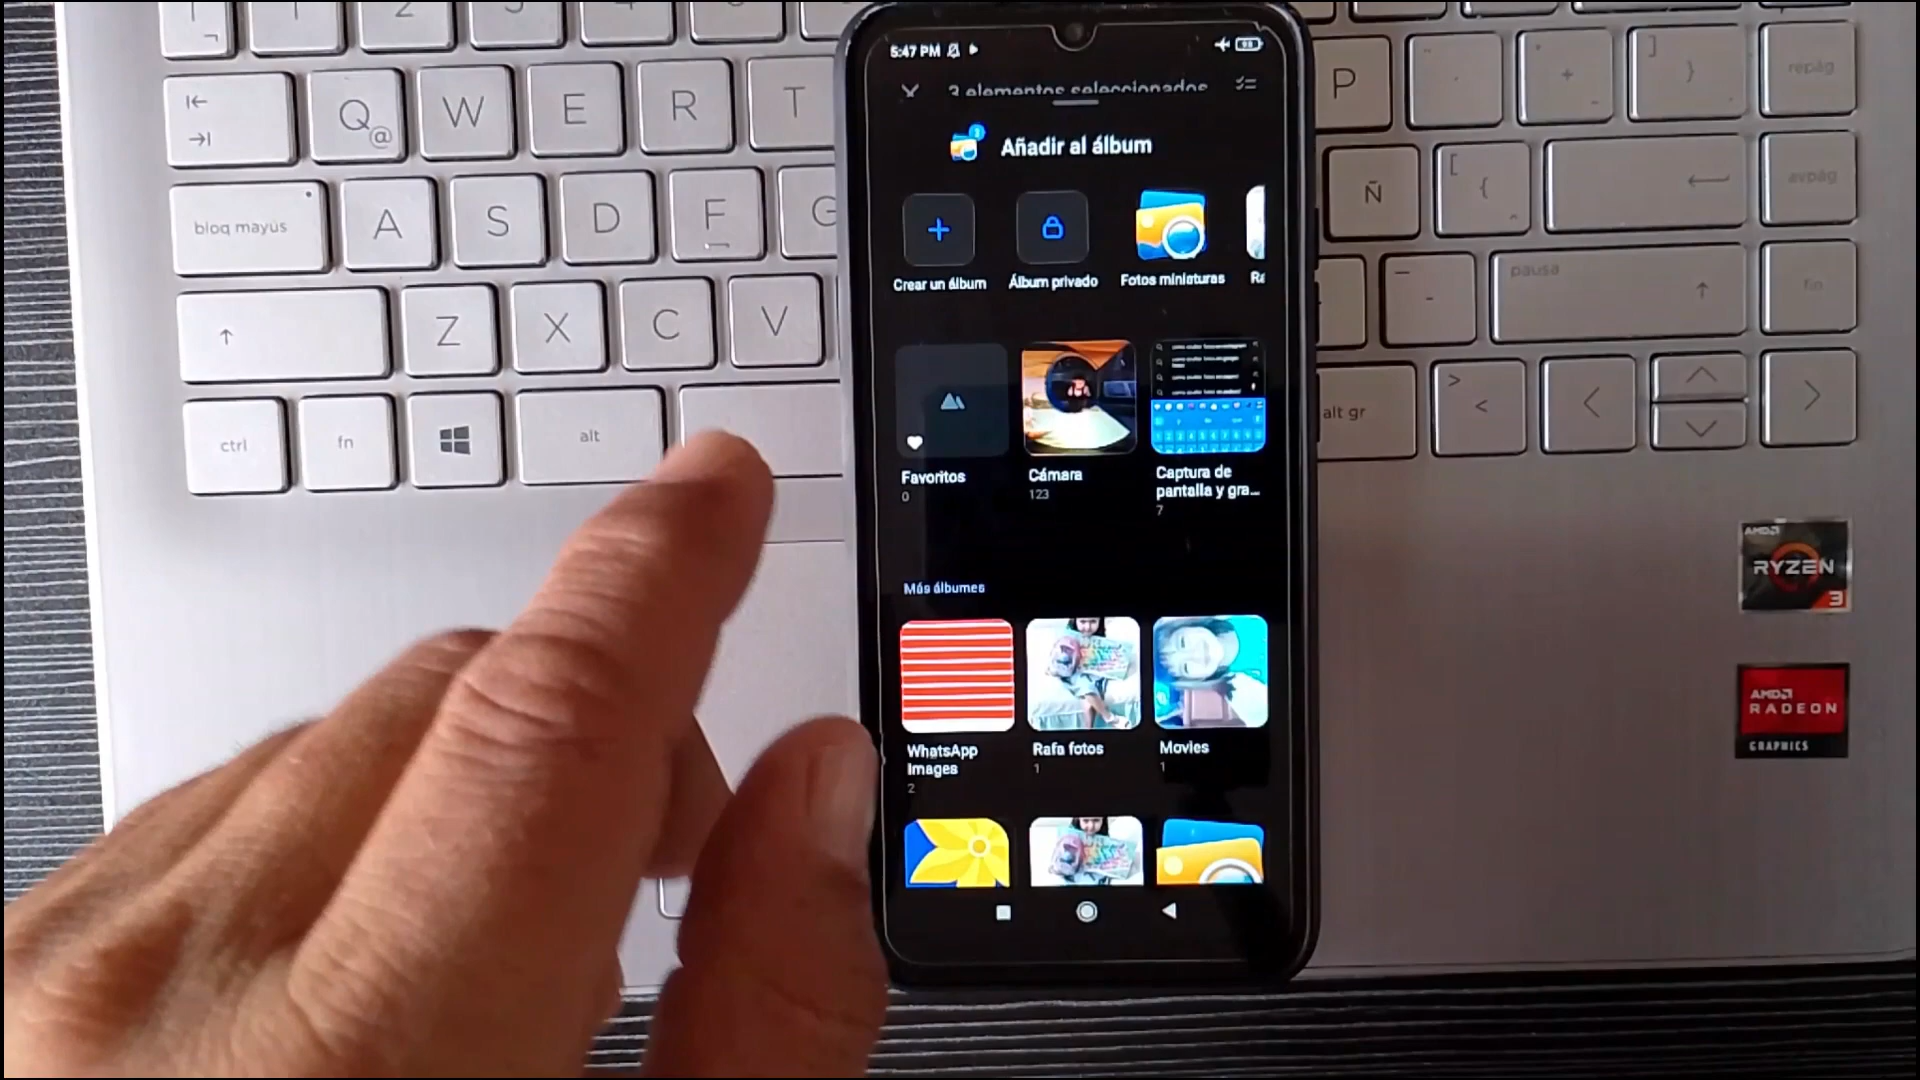 5:47 PM
3 elementos seleccionados
Añadir al álbum
Crear un álbum
Álbum privado
Fotos miniaturas
Ra
Favoritos
0
Cámara
123
Captura de
pantalla y gra...
7
Más álbumes
WhatsApp
Images
2
Rafa fotos
1
Movies
1
Q @ W E R T
P
repág
bloq mayus A S D F G
Ñ
[ {
avpág
Z X C V
pausa
fin
ctrl fn alt
alt gr
> <
AMD
RYZEN
3
AMD
RADEON
GRAPHICS